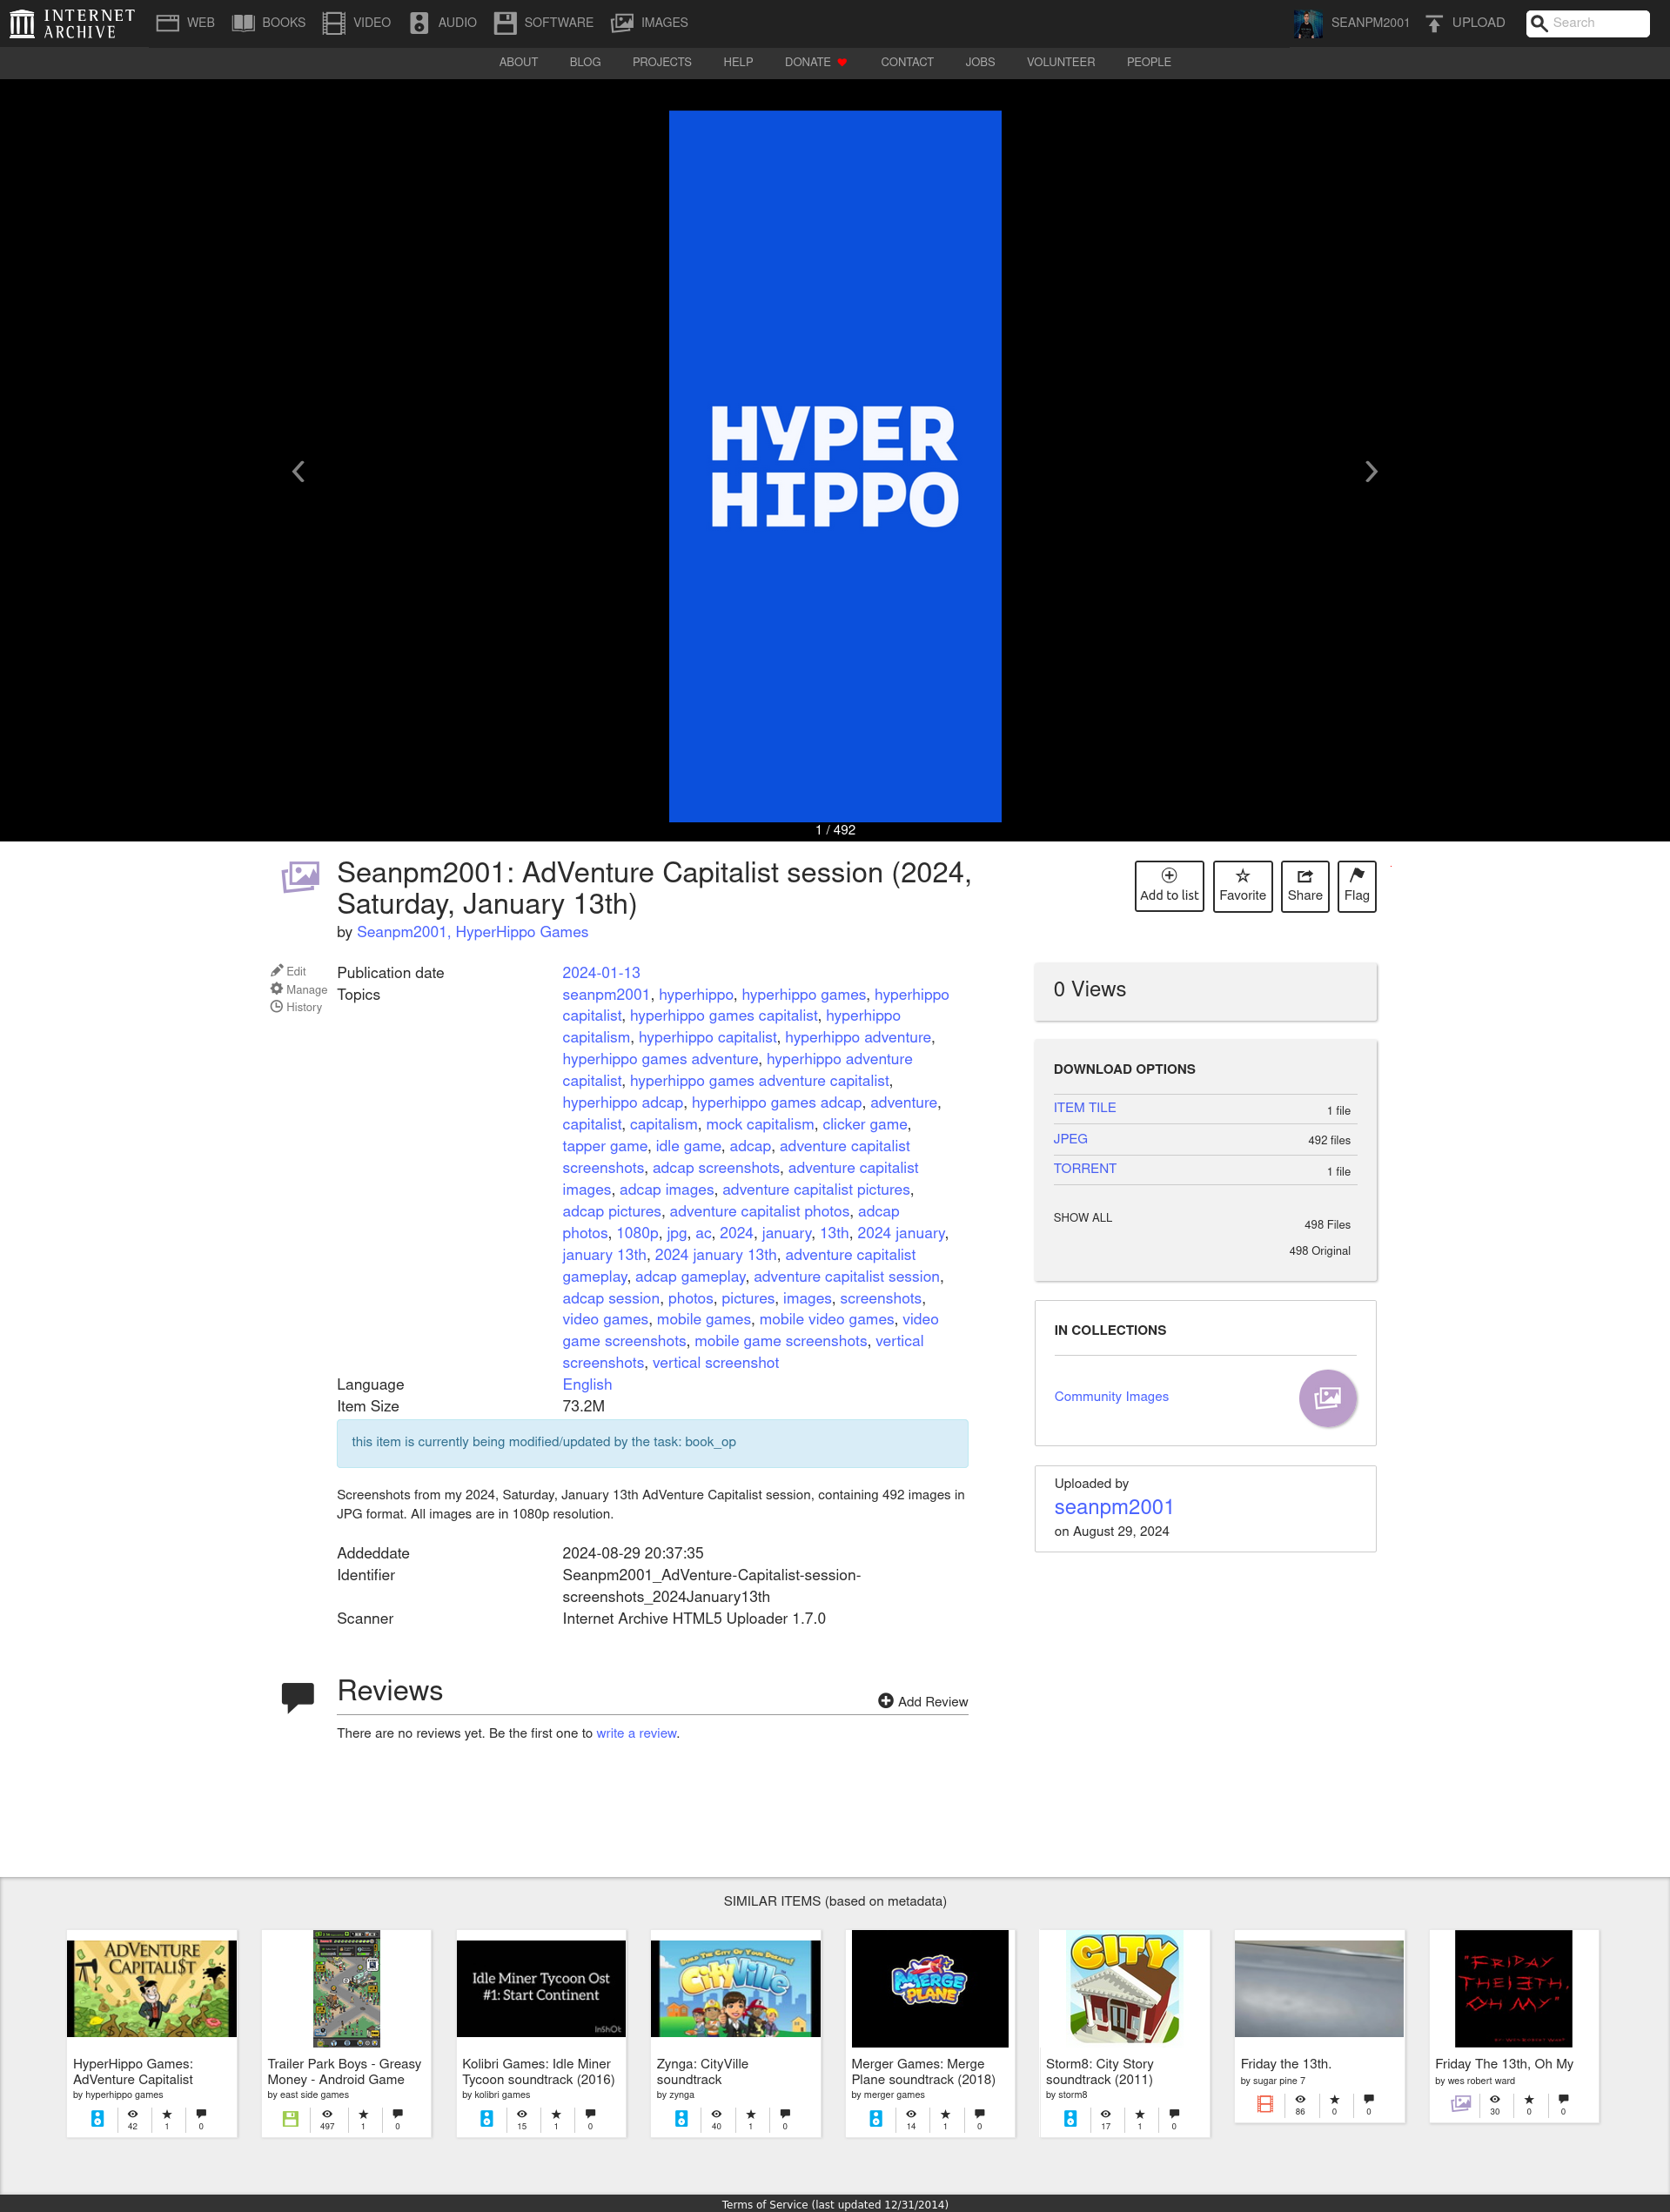 INTERNET ARCHIVE
WEB
BOOKS
VIDEO
AUDIO
SOFTWARE
IMAGES
SEANPM2001
UPLOAD
Search
ABOUT
BLOG
PROJECTS
HELP
DONATE
CONTACT
JOBS
VOLUNTEER
PEOPLE
HYPER
HIPPO
1 / 492
Seanpm2001: AdVenture Capitalist session (2024,
Saturday, January 13th)
by Seanpm2001, HyperHippo Games
Add to list
Favorite
Share
Flag
Edit
Manage
History
Publication date 2024-01-13
Topics seanpm2001, hyperhippo, hyperhippo games, hyperhippo
capitalist, hyperhippo games capitalist, hyperhippo
capitalism, hyperhippo capitalist, hyperhippo adventure,
hyperhippo games adventure, hyperhippo adventure
capitalist, hyperhippo games adventure capitalist,
hyperhippo adcap, hyperhippo games adcap, adventure,
capitalist, capitalism, mock capitalism, clicker game,
tapper game, idle game, adcap, adventure capitalist
screenshots, adcap screenshots, adventure capitalist
images, adcap images, adventure capitalist pictures,
adcap pictures, adventure capitalist photos, adcap
photos, 1080p, jpg, ac, 2024, january, 13th, 2024 january,
january 13th, 2024 january 13th, adventure capitalist
gameplay, adcap gameplay, adventure capitalist session,
adcap session, photos, pictures, images, screenshots,
video games, mobile games, mobile video games, video
game screenshots, mobile game screenshots, vertical
screenshots, vertical screenshot
Language English
Item Size 73.2M
this item is currently being modified/updated by the task: book_op
Screenshots from my 2024, Saturday, January 13th AdVenture Capitalist session, containing 492 images in
JPG format. All images are in 1080p resolution.
Addeddate 2024-08-29 20:37:35
Identifier Seanpm2001_AdVenture-Capitalist-session-
screenshots_2024January13th
Scanner Internet Archive HTML5 Uploader 1.7.0
0 Views
DOWNLOAD OPTIONS
ITEM TILE 1 file
JPEG 492 files
TORRENT 1 file
SHOW ALL 498 Files
498 Original
IN COLLECTIONS
Community Images
Uploaded by
seanpm2001
on August 29, 2024
Reviews
Add Review
There are no reviews yet. Be the first one to write a review.
SIMILAR ITEMS (based on metadata)
ADVENTURE
CAPITALI$T
HyperHippo Games:
AdVenture Capitalist
by hyperhippo games
42 1 0
Trailer Park Boys - Greasy
Money - Android Game
by east side games
497 1 0
Idle Miner Tycoon Ost
#1: Start Continent
InShOt
Kolibri Games: Idle Miner
Tycoon soundtrack (2016)
by kolibri games
15 1 0
Build The City Of Your Dreams!
CityVille
Zynga: CityVille
soundtrack
by zynga
40 1 0
MERGE
PLANE
Merger Games: Merge
Plane soundtrack (2018)
by merger games
14 1 0
CITY
Storm8: City Story
soundtrack (2011)
by storm8
17 1 0
Friday the 13th.
by sugar pine 7
86 0 0
"FRIDAY
THE 13TH,
OH MY"
Friday The 13th, Oh My
by wes robert ward
30 0 0
Terms of Service (last updated 12/31/2014)